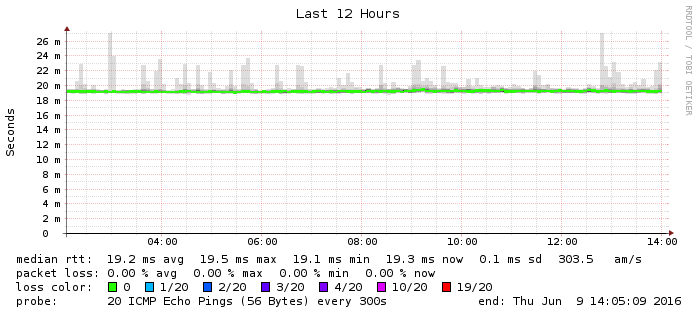 Last 12 Hours
RRDTOOL / TOBI OETIKER
Seconds
26 m
24 m
22 m
20 m
18 m
16 m
14 m
12 m
10 m
8 m
6 m
4 m
2 m
0
04:00 06:00 08:00 10:00 12:00 14:00
median rtt: 19.2 ms avg 19.5 ms max 19.1 ms min 19.3 ms now 0.1 ms sd 303.5 am/s
packet loss: 0.00 % avg 0.00 % max 0.00 % min 0.00 % now
loss color: 0 1/20 2/20 3/20 4/20 10/20 19/20
probe: 20 ICMP Echo Pings (56 Bytes) every 300s end: Thu Jun 9 14:05:09 2016